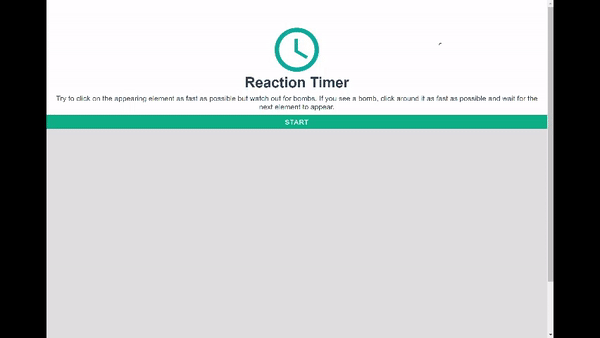 Reaction Timer
Try to click on the appearing element as fast as possible but watch out for bombs. If you see a bomb, click around it as fast as possible and wait for the
next element to appear.
START